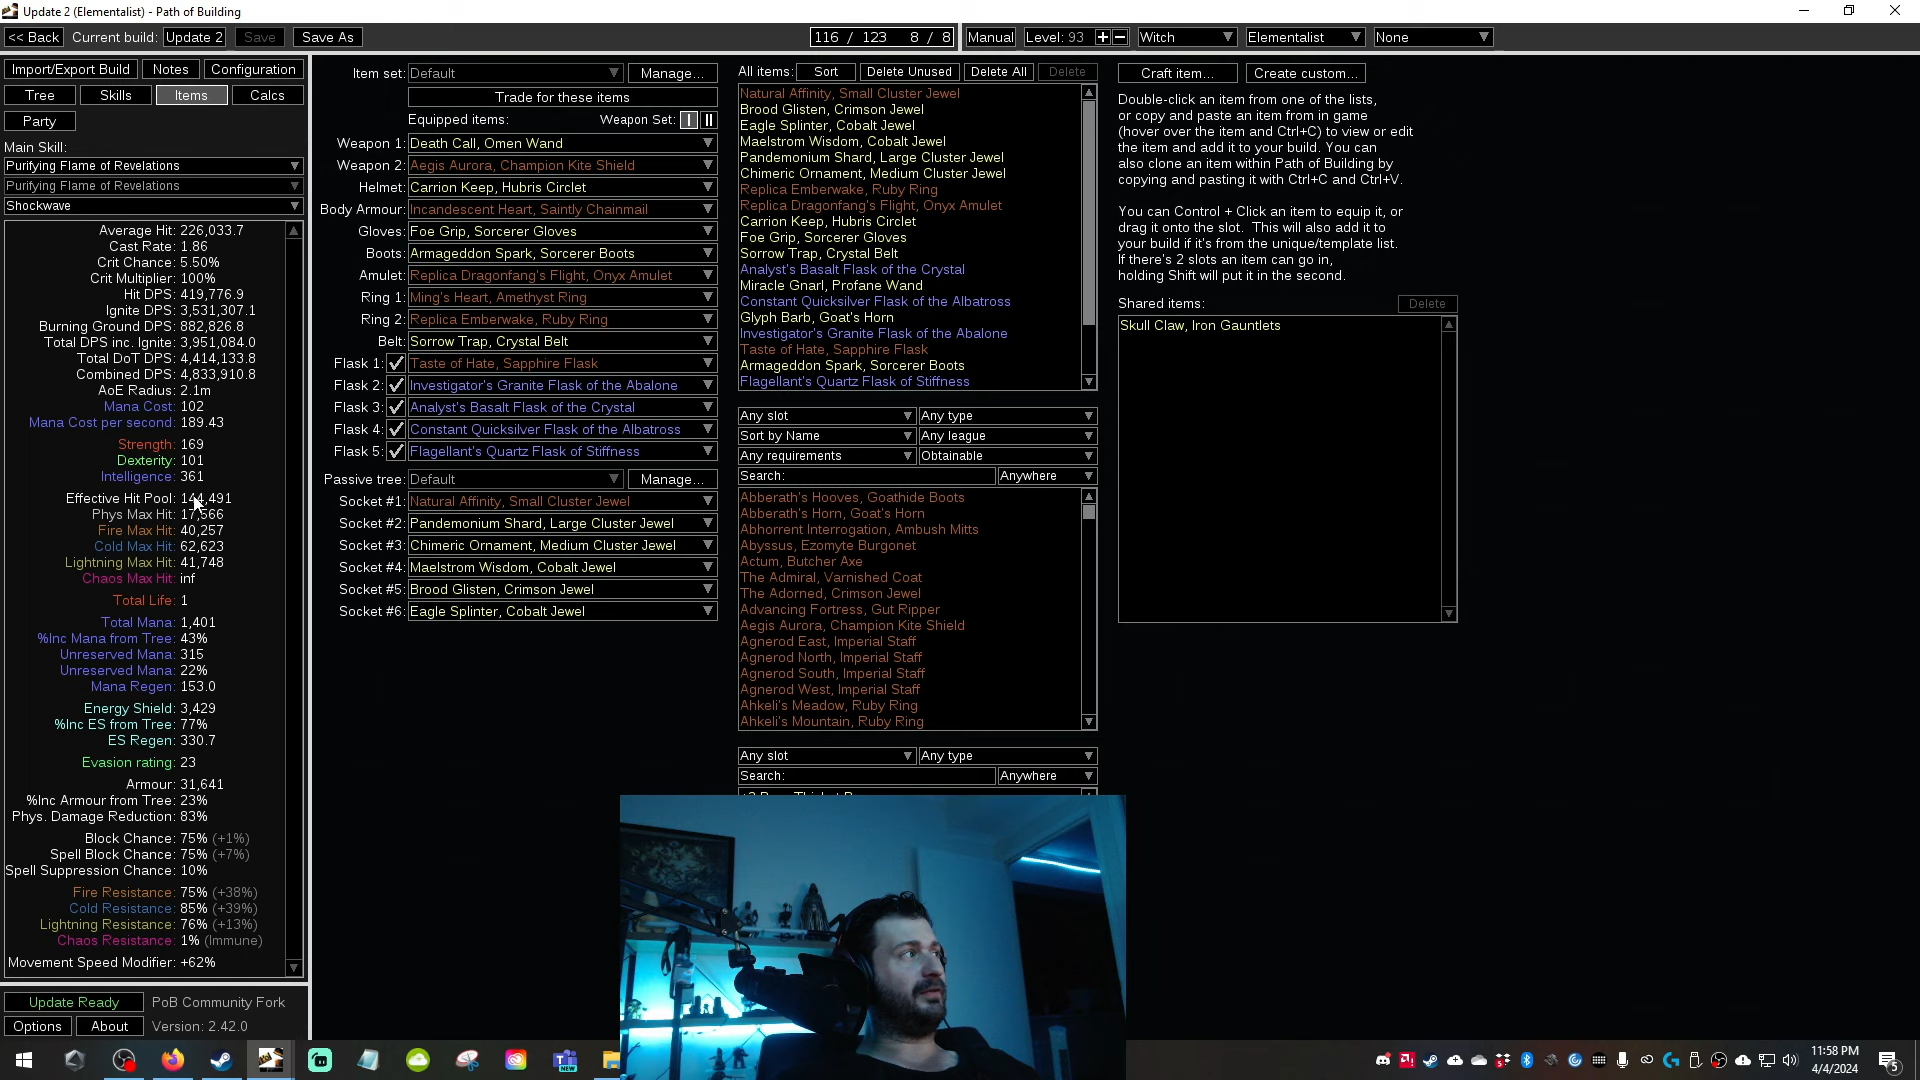 Update 2 (Elementalist) - Path of Building
<< Back
Current build:
Update 2
Save
Save As
116 / 123 8 / 8
Manual
Level: 93
+
Witch
Elementalist
None
Import/Export Build
Notes
Configuration
Tree
Skills
Items
Calcs
Party
Main Skill:
Purifying Flame of Revelations
Purifying Flame of Revelations
Shockwave
Average Hit: 226,033.7
Cast Rate: 1.86
Crit Chance: 5.50%
Crit Multiplier: 100%
Hit DPS: 419,776.9
Ignite DPS: 3,531,307.1
Burning Ground DPS: 882,826.8
Total DPS inc. Ignite: 3,951,084.0
Total DoT DPS: 4,414,133.8
Combined DPS: 4,833,910.8
AoE Radius: 2.1m
Mana Cost: 102
Mana Cost per second: 189.43
Strength: 169
Dexterity: 101
Intelligence: 361
Effective Hit Pool: 144,491
Phys Max Hit: 17,566
Fire Max Hit: 40,257
Cold Max Hit: 62,623
Lightning Max Hit: 41,748
Chaos Max Hit: inf
Total Life: 1
Total Mana: 1,401
%Inc Mana from Tree: 43%
Unreserved Mana: 315
Unreserved Mana: 22%
Mana Regen: 153.0
Energy Shield: 3,429
%Inc ES from Tree: 77%
ES Regen: 330.7
Evasion rating: 23
Armour: 31,641
%Inc Armour from Tree: 23%
Phys. Damage Reduction: 83%
Block Chance: 75% (+1%)
Spell Block Chance: 75% (+7%)
Spell Suppression Chance: 10%
Fire Resistance: 75% (+38%)
Cold Resistance: 85% (+39%)
Lightning Resistance: 76% (+13%)
Chaos Resistance: 1% (Immune)
Movement Speed Modifier: +62%
Update Ready
PoB Community Fork
Options
About
Version: 2.42.0
Item set: Default
Manage...
Trade for these items
Equipped items:
Weapon Set: I II
Weapon 1: Death Call, Omen Wand
Weapon 2: Aegis Aurora, Champion Kite Shield
Helmet: Carrion Keep, Hubris Circlet
Body Armour: Incandescent Heart, Saintly Chainmail
Gloves: Foe Grip, Sorcerer Gloves
Boots: Armageddon Spark, Sorcerer Boots
Amulet: Replica Dragonfang's Flight, Onyx Amulet
Ring 1: Ming's Heart, Amethyst Ring
Ring 2: Replica Emberwake, Ruby Ring
Belt: Sorrow Trap, Crystal Belt
Flask 1: Taste of Hate, Sapphire Flask
Flask 2: Investigator's Granite Flask of the Abalone
Flask 3: Analyst's Basalt Flask of the Crystal
Flask 4: Constant Quicksilver Flask of the Albatross
Flask 5: Flagellant's Quartz Flask of Stiffness
Passive tree: Default
Manage...
Socket #1: Natural Affinity, Small Cluster Jewel
Socket #2: Pandemonium Shard, Large Cluster Jewel
Socket #3: Chimeric Ornament, Medium Cluster Jewel
Socket #4: Maelstrom Wisdom, Cobalt Jewel
Socket #5: Brood Glisten, Crimson Jewel
Socket #6: Eagle Splinter, Cobalt Jewel
All items:
Sort
Delete Unused
Delete All
Delete
Natural Affinity, Small Cluster Jewel
Brood Glisten, Crimson Jewel
Eagle Splinter, Cobalt Jewel
Maelstrom Wisdom, Cobalt Jewel
Pandemonium Shard, Large Cluster Jewel
Chimeric Ornament, Medium Cluster Jewel
Replica Emberwake, Ruby Ring
Replica Dragonfang's Flight, Onyx Amulet
Carrion Keep, Hubris Circlet
Foe Grip, Sorcerer Gloves
Sorrow Trap, Crystal Belt
Analyst's Basalt Flask of the Crystal
Miracle Gnarl, Profane Wand
Constant Quicksilver Flask of the Albatross
Glyph Barb, Goat's Horn
Investigator's Granite Flask of the Abalone
Taste of Hate, Sapphire Flask
Armageddon Spark, Sorcerer Boots
Flagellant's Quartz Flask of Stiffness
Any slot
Any type
Sort by Name
Any league
Any requirements
Obtainable
Search:
Anywhere
Abberath's Hooves, Goathide Boots
Abberath's Horn, Goat's Horn
Abhorrent Interrogation, Ambush Mitts
Abyssus, Ezomyte Burgonet
Actum, Butcher Axe
The Admiral, Varnished Coat
The Adorned, Crimson Jewel
Advancing Fortress, Gut Ripper
Aegis Aurora, Champion Kite Shield
Agnerod East, Imperial Staff
Agnerod North, Imperial Staff
Agnerod South, Imperial Staff
Agnerod West, Imperial Staff
Ahkeli's Meadow, Ruby Ring
Ahkeli's Mountain, Ruby Ring
Any slot
Any type
Search:
Anywhere
Craft item...
Create custom...
Double-click an item from one of the lists,
or copy and paste an item from in game
(hover over the item and Ctrl+C) to view or edit
the item and add it to your build. You can
also clone an item within Path of Building by
copying and pasting it with Ctrl+C and Ctrl+V.
You can Control + Click an item to equip it, or
drag it onto the slot. This will also add it to
your build if it's from the unique/template list.
If there's 2 slots an item can go in,
holding Shift will put it in the second.
Shared items:
Delete
Skull Claw, Iron Gauntlets
NEW
11:58 PM
4/4/2024
5